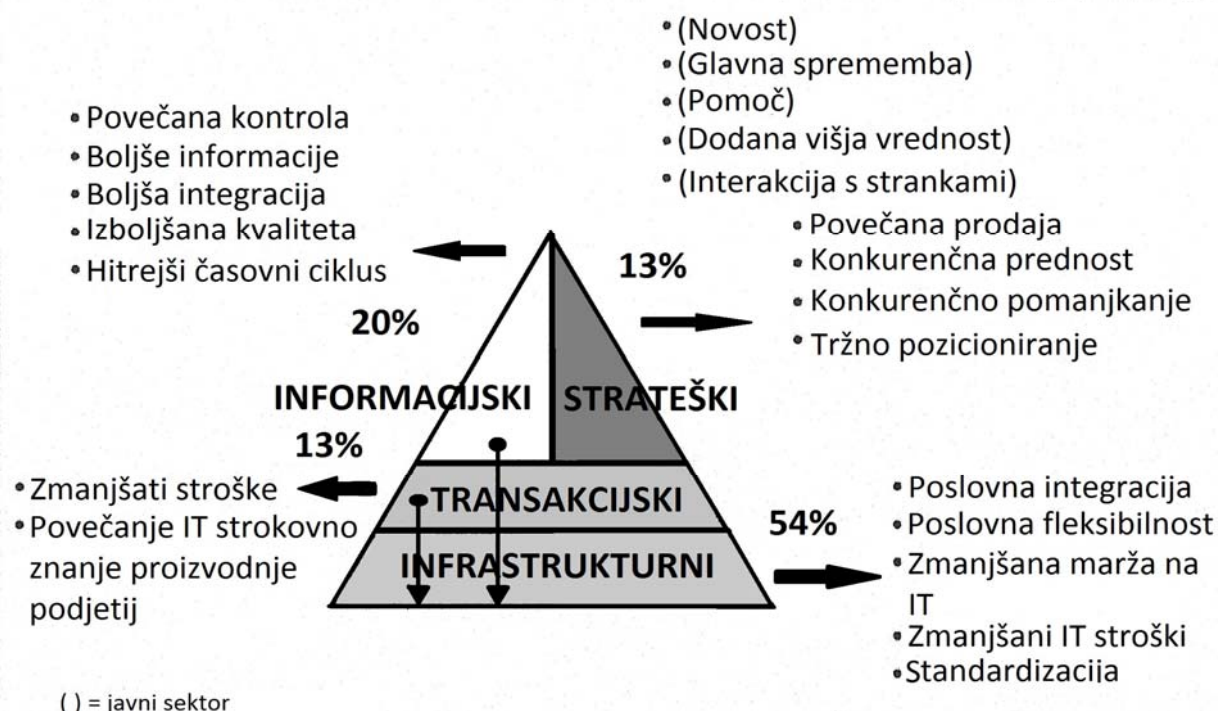 • (Novost)
• (Glavna sprememba)
• (Pomoč)
• (Dodana višja vrednost)
• (Interakcija s strankami)
• Povečana kontrola
• Boljše informacije
• Boljša integracija
• Izboljšana kvaliteta
• Hitrejši časovni ciklus
• Povečana prodaja
• Konkurenčna prednost
• Konkurenčno pomanjkanje
• Tržno pozicioniranje
13%
20%
INFORMACIJSKI
STRATEŠKI
13%
• Zmanjšati stroške
• Povečanje IT strokovno
znanje proizvodnje
podjetij
TRANSAKCIJSKI
INFRASTRUKTURNI
54%
• Poslovna integracija
• Poslovna fleksibilnost
• Zmanjšana marža na
IT
• Zmanjšani IT stroški
• Standardizacija
( ) = javni sektor